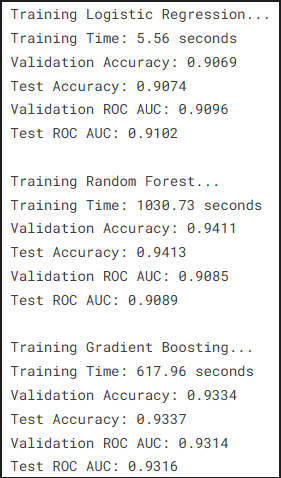 Training Logistic Regression...
Training Time: 5.56 seconds
Validation Accuracy: 0.9069
Test Accuracy: 0.9074
Validation ROC AUC: 0.9096
Test ROC AUC: 0.9102
Training Random Forest...
Training Time: 1030.73 seconds
Validation Accuracy: 0.9411
Test Accuracy: 0.9413
Validation ROC AUC: 0.9085
Test ROC AUC: 0.9089
Training Gradient Boosting...
Training Time: 617.96 seconds
Validation Accuracy: 0.9334
Test Accuracy: 0.9337
Validation ROC AUC: 0.9314
Test ROC AUC: 0.9316